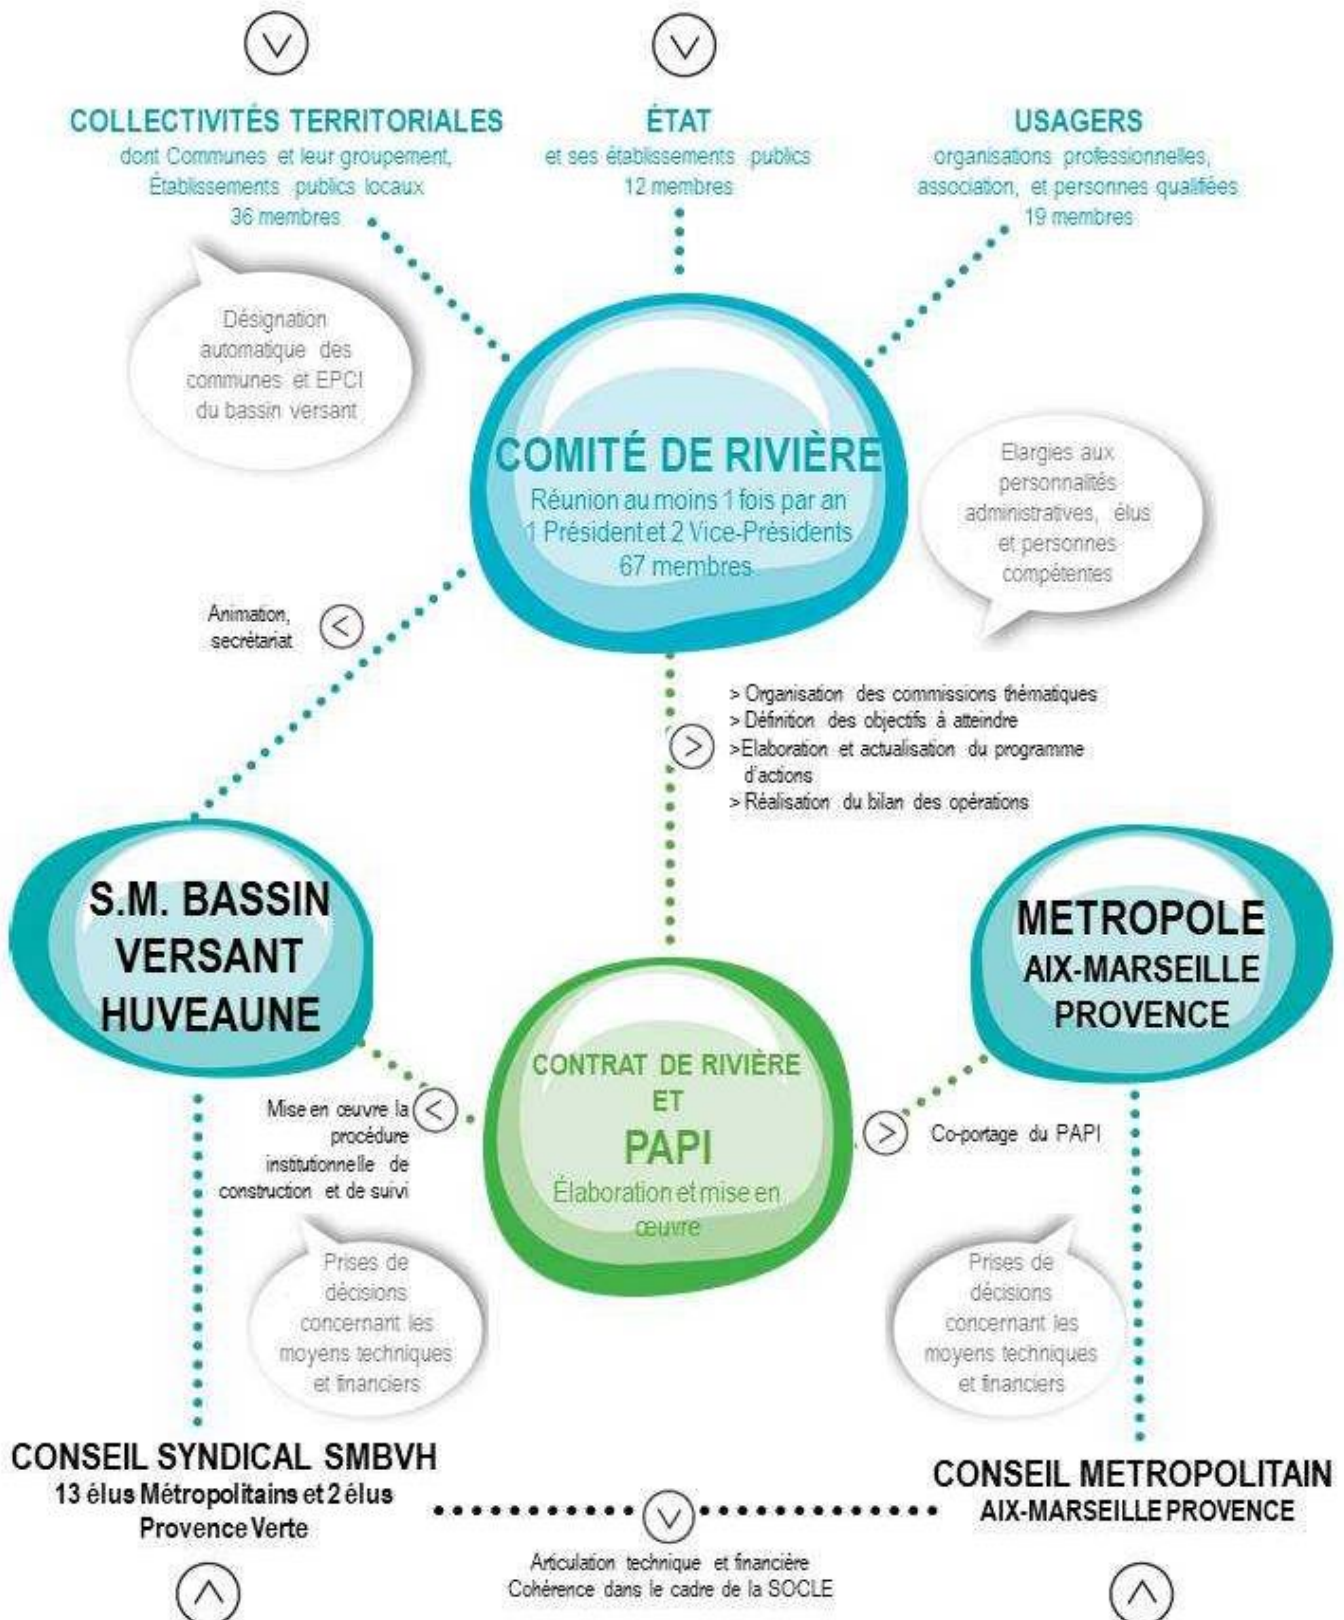 COLLECTIVITÉS TERRITORIALES
dont Communes et leur groupement,
Établissements publics locaux
36 membres
ÉTAT
et ses établissements publics
12 membres
USAGERS
organisations professionnelles,
association, et personnes qualifiées
19 membres
Désignation
automatique des
communes et EPCI
du bassin versant
COMITÉ DE RIVIÈRE
Réunion au moins 1 fois par an
1 Président et 2 Vice-Présidents
67 membres
Elargies aux
personnalités
administratives, élus
et personnes
compétentes
Animation,
secrétariat
> Organisation des commissions thématiques
> Définition des objectifs à atteindre
>Elaboration et actualisation du programme
d'actions
> Réalisation du bilan des opérations
S.M. BASSIN
VERSANT
HUVEAUNE
METROPOLE
AIX-MARSEILLE
PROVENCE
CONTRAT DE RIVIÈRE
ET
PAPI
Élaboration et mise en
œuvre
Mise en œuvre la
procédure
institutionnelle de
construction et de suivi
Co-portage du PAPI
Prises de
décisions
concernant les
moyens techniques
et financiers
Prises de
décisions
concernant les
moyens techniques
et financiers
CONSEIL SYNDICAL SMBVH
13 élus Métropolitains et 2 élus
Provence Verte
CONSEIL METROPOLITAIN
AIX-MARSEILLE PROVENCE
Articulation technique et financière
Cohérence dans le cadre de la SOCLE